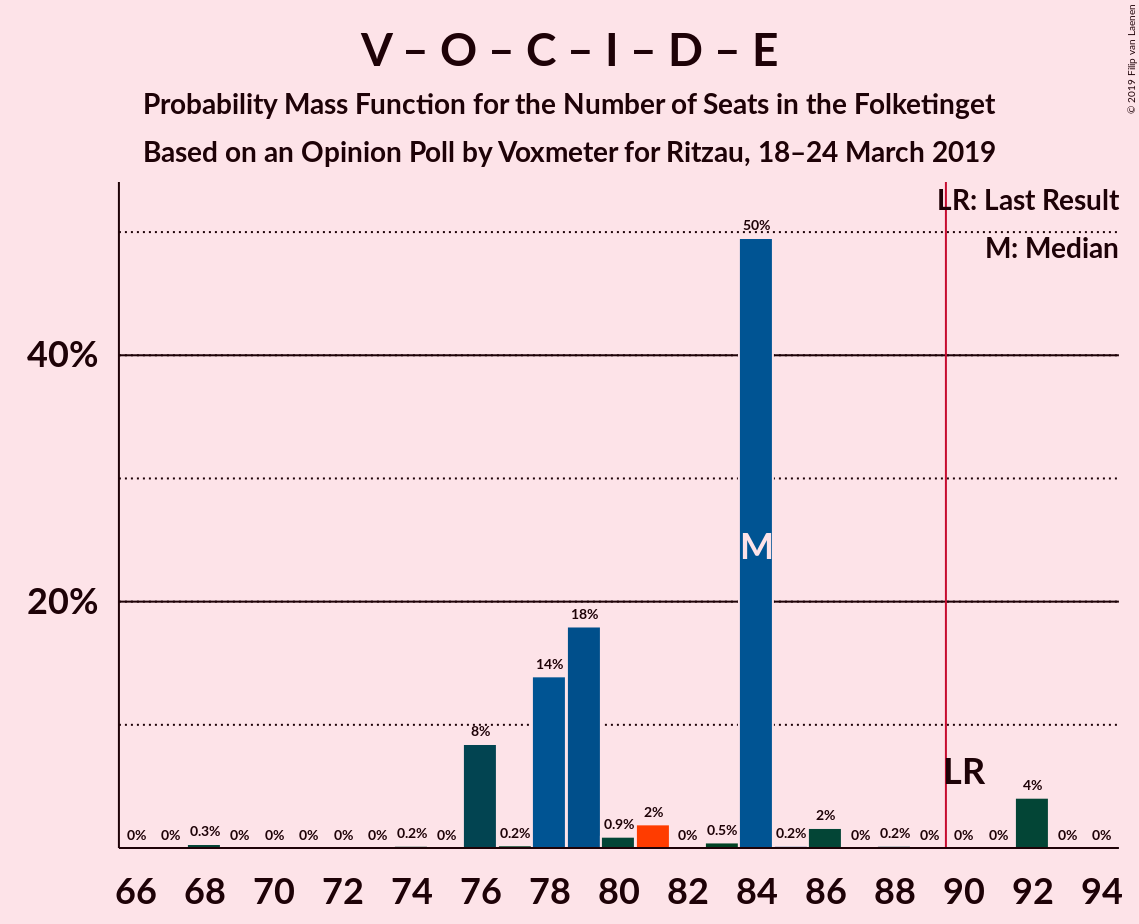 V – O – C – I – D – E
Probability Mass Function for the Number of Seats in the Folketinget
Based on an Opinion Poll by Voxmeter for Ritzau, 18–24 March 2019
© 2019 Filip van Laenen
LR: Last Result
M: Median
50%
40%
M
20%
18%
14%
8%
LR
4%
0% 0% 0.3% 0% 0% 0% 0% 0% 0.2% 0% 0.2% 0.9% 2% 0% 0.5% 0.2% 2% 0% 0.2% 0% 0% 0% 0% 0%
66 68 70 72 74 76 78 80 82 84 86 88 90 92 94